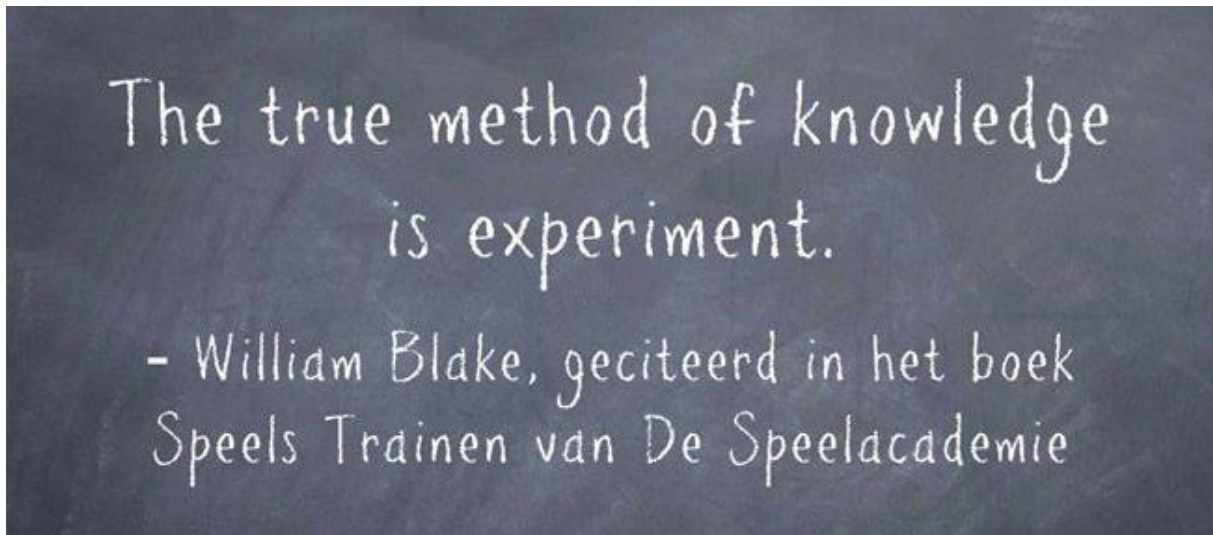 The true method of knowledge
is experiment.
- William Blake, geciteerd in het boek
Speels Trainen van De Speelacademie